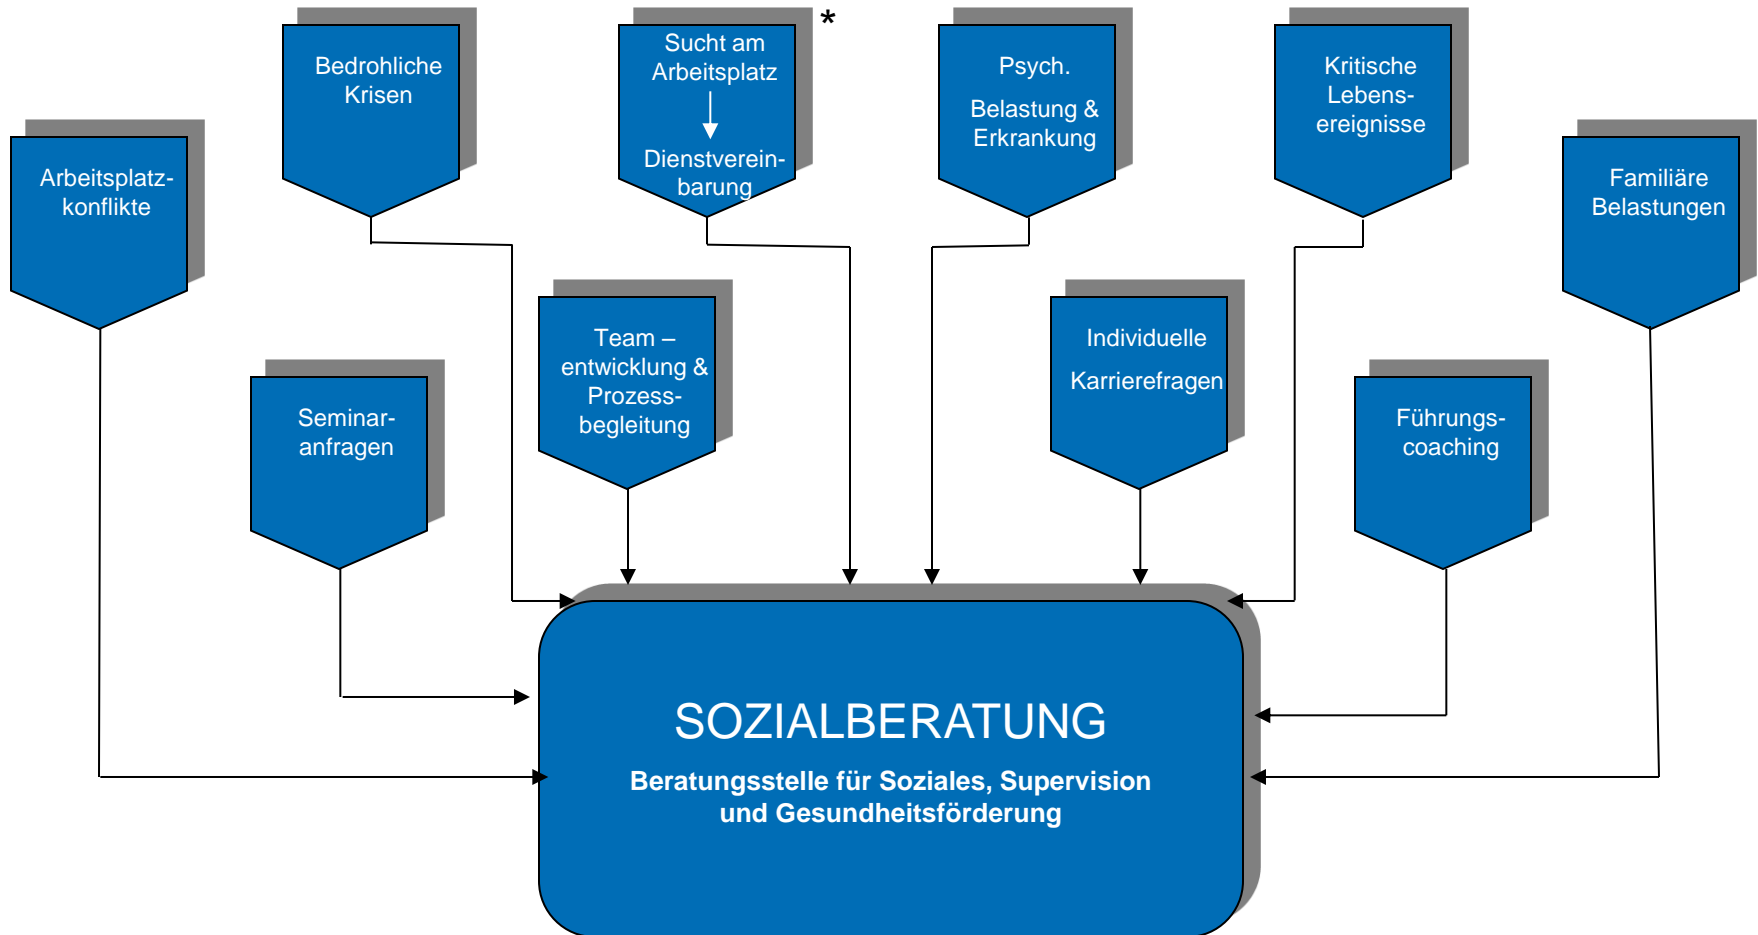 *
Bedrohliche
Krisen
Sucht am
Arbeitsplatz
Dienstverein-
barung
Psych.
Belastung &
Erkrankung
Kritische
Lebens-
ereignisse
Arbeitsplatz-
konflikte
Familiäre
Belastungen
Team –
entwicklung &
Prozess-
begleitung
Individuelle
Karrierefragen
Seminar-
anfragen
Führungs-
coaching
SOZIALBERATUNG
Beratungsstelle für Soziales, Supervision
und Gesundheitsförderung